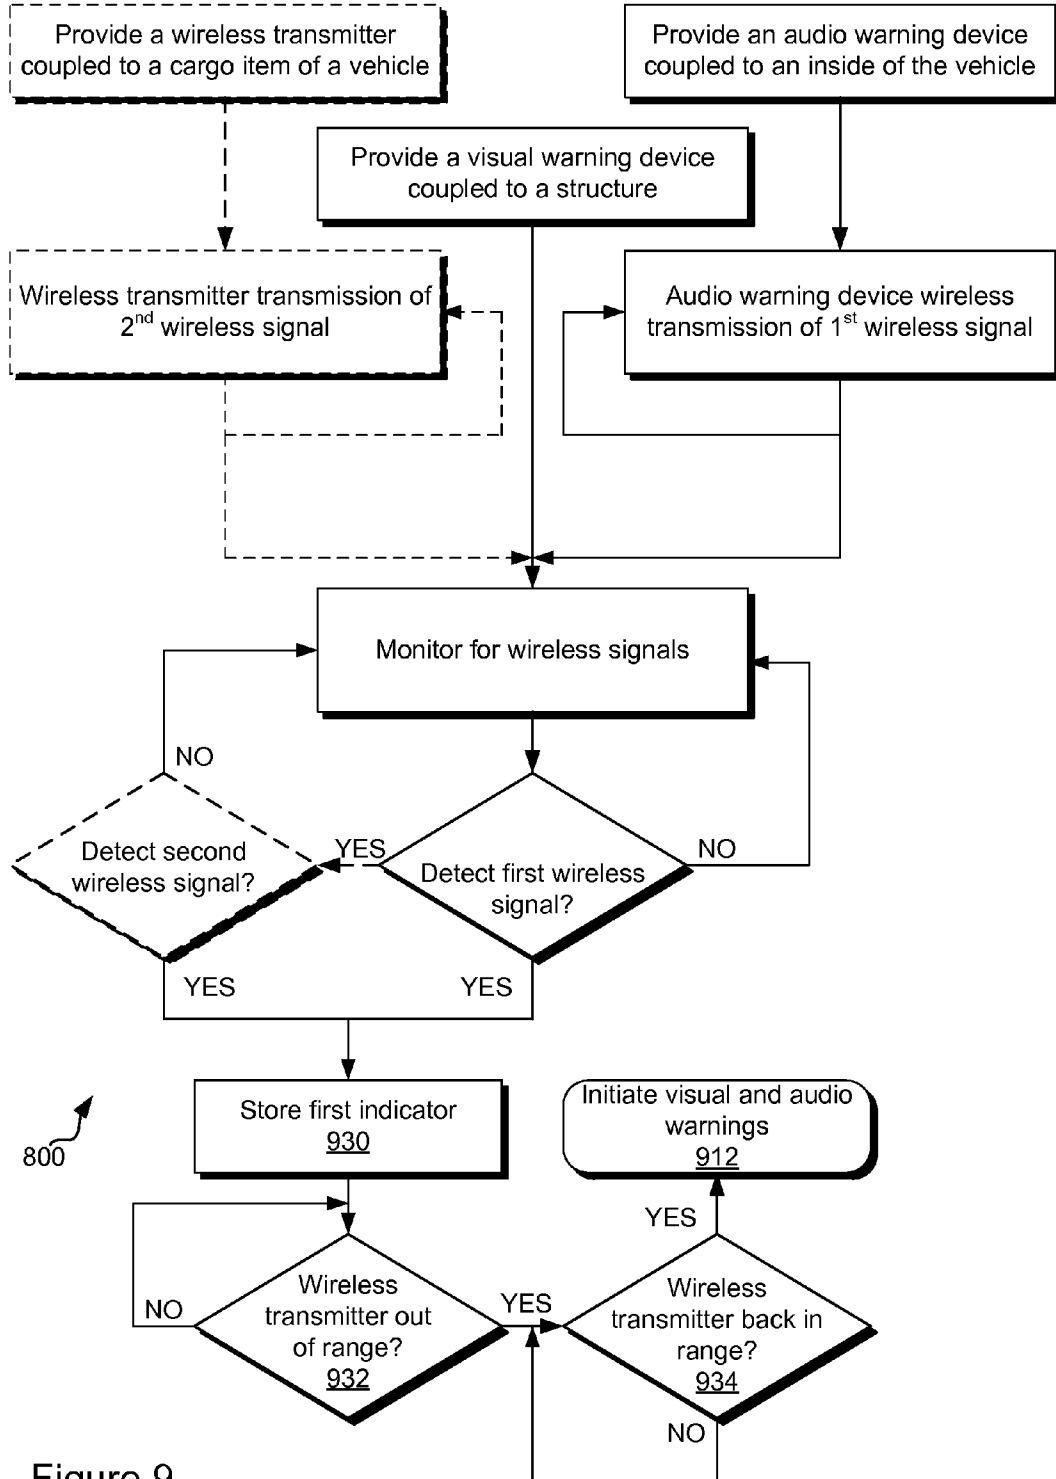 Provide a wireless transmitter
coupled to a cargo item of a vehicle
Provide an audio warning device
coupled to an inside of the vehicle
Provide a visual warning device
coupled to a structure
Wireless transmitter transmission of
2nd wireless signal
Audio warning device wireless
transmission of 1st wireless signal
Monitor for wireless signals
NO
Detect second
wireless signal?
YES
Detect first wireless
signal?
NO
YES
YES
Store first indicator
930
Initiate visual and audio
warnings
912
800
YES
NO
Wireless
transmitter out
of range?
932
YES
Wireless
transmitter back in
range?
934
NO
Figure 9